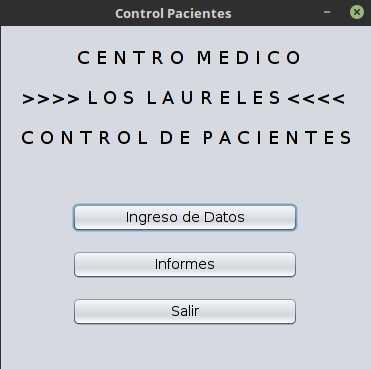 Control Pacientes
C E N T R O  M E D I C O
>>>> L O S  L A U R E L E S <<<<
C O N T R O L  D E  P A C I E N T E S
Ingreso de Datos
Informes
Salir